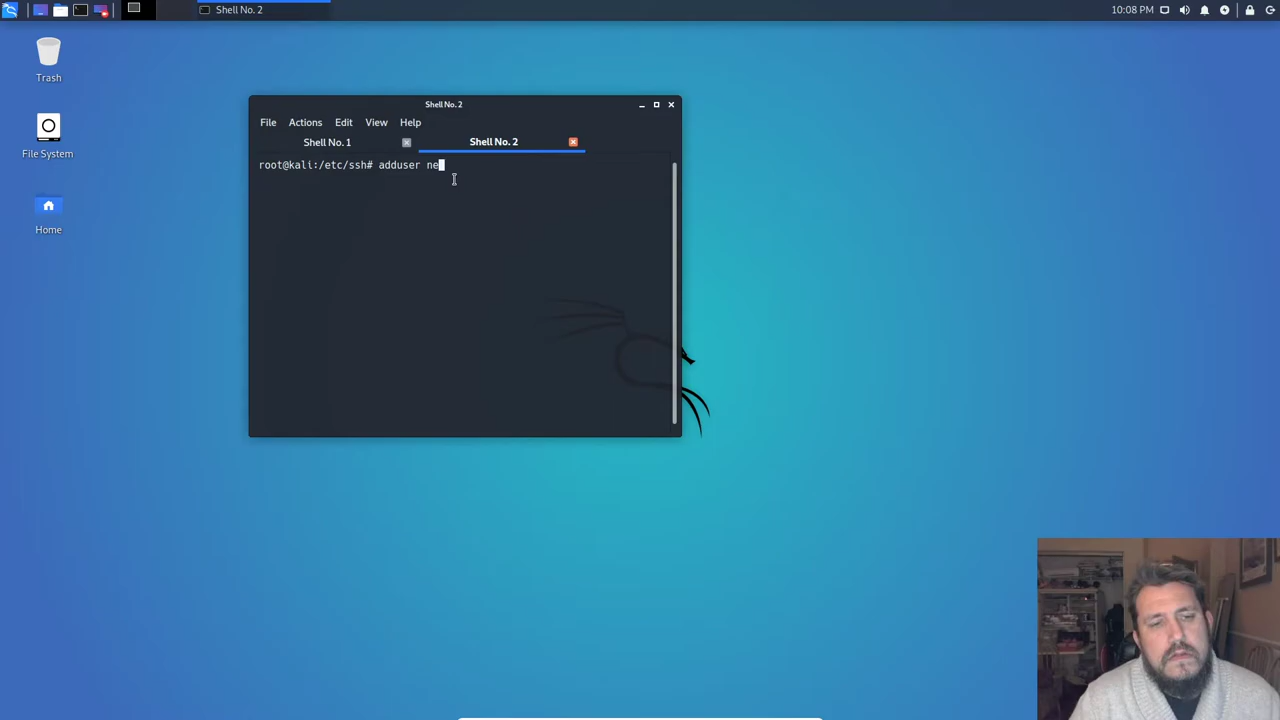 Shell No. 2
10:08 PM
Trash
File System
Home
Shell No. 2
File Actions Edit View Help
Shell No. 1
Shell No. 2
root@kali:/etc/ssh# adduser ne